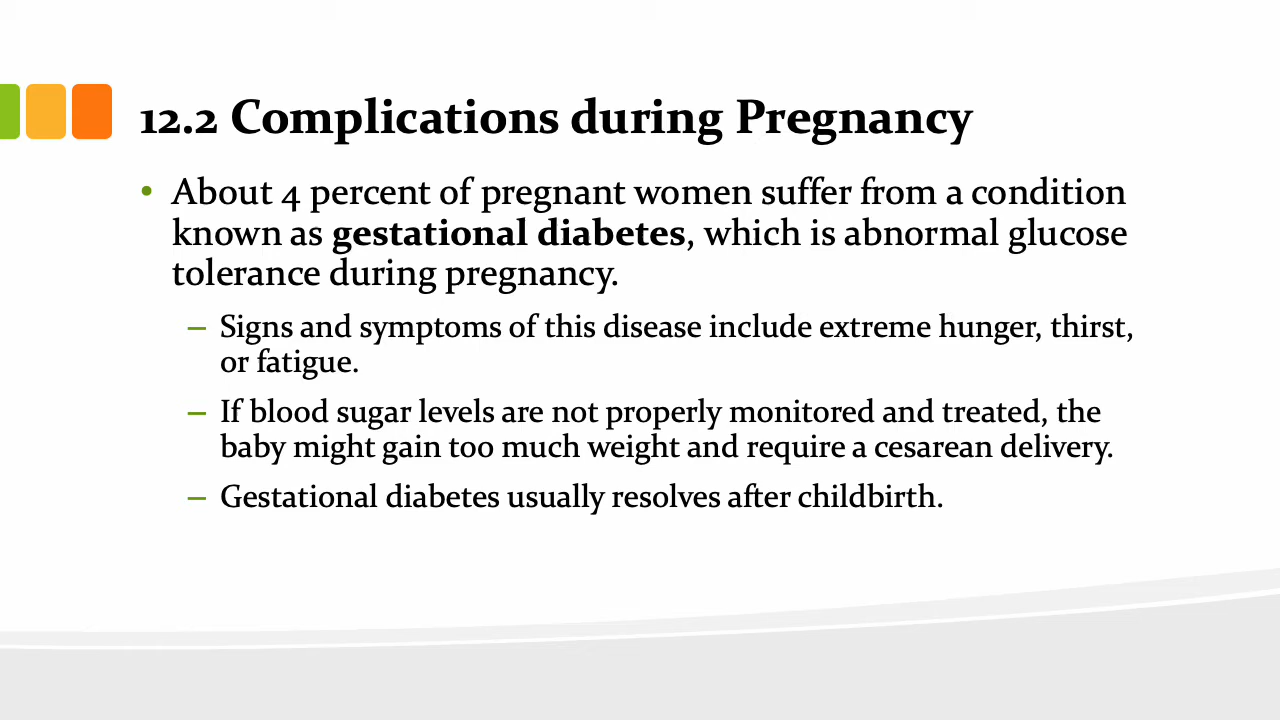 12.2 Complications during Pregnancy
• About 4 percent of pregnant women suffer from a condition
known as gestational diabetes, which is abnormal glucose
tolerance during pregnancy.
– Signs and symptoms of this disease include extreme hunger, thirst,
or fatigue.
– If blood sugar levels are not properly monitored and treated, the
baby might gain too much weight and require a cesarean delivery.
– Gestational diabetes usually resolves after childbirth.